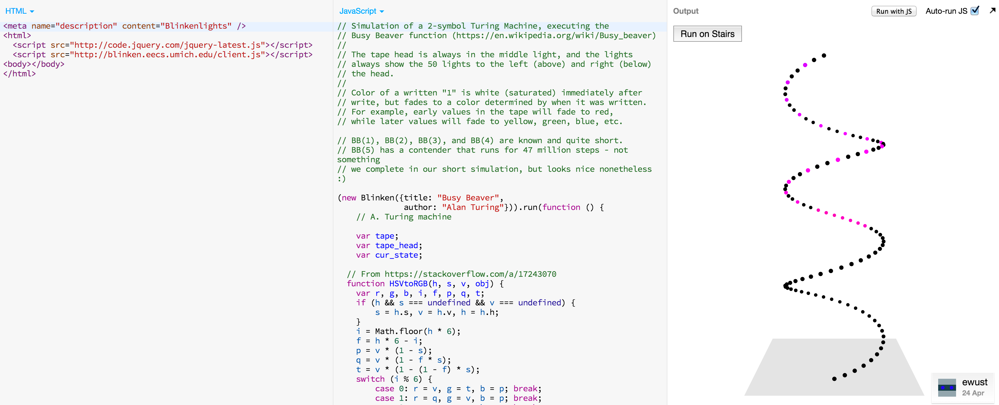 HTML
<meta name="description" content="Blinkenlights" />
<html>
  <script src="http://code.jquery.com/jquery-latest.js"></script>
  <script src="http://blinken.eecs.umich.edu/client.js"></script>
<body></body>
</html>
JavaScript
// Simulation of a 2-symbol Turing Machine, executing the
// Busy Beaver function (https://en.wikipedia.org/wiki/Busy_beaver)
//
// The tape head is always in the middle light, and the lights
// always show the 50 lights to the left (above) and right (below)
// the head.
//
// Color of a written "1" is white (saturated) immediately after
// write, but fades to a color determined by when it was written.
// For example, early values in the tape will fade to red,
// while later values will fade to yellow, green, blue, etc.

// BB(1), BB(2), BB(3), and BB(4) are known and quite short.
// BB(5) has a contender that runs for 47 million steps - not
something
// we complete in our short simulation, but looks nice nonetheless
:)

(new Blinken({title: "Busy Beaver",
              author: "Alan Turing"})).run(function () {
    // A. Turing machine

    var tape;
    var tape_head;
    var cur_state;

  // From https://stackoverflow.com/a/17243070
  function HSVtoRGB(h, s, v, obj) {
    var r, g, b, i, f, p, q, t;
    if (h && s === undefined && v === undefined) {
        s = h.s, v = h.v, h = h.h;
    }
    i = Math.floor(h * 6);
    f = h * 6 - i;
    p = v * (1 - s);
    q = v * (1 - f * s);
    t = v * (1 - (1 - f) * s);
    switch (i % 6) {
        case 0: r = v, g = t, b = p; break;
        case 1: r = q, g = v, b = p; break;
Output
Run with JS
Auto-run JS
Run on Stairs
ewust
24 Apr